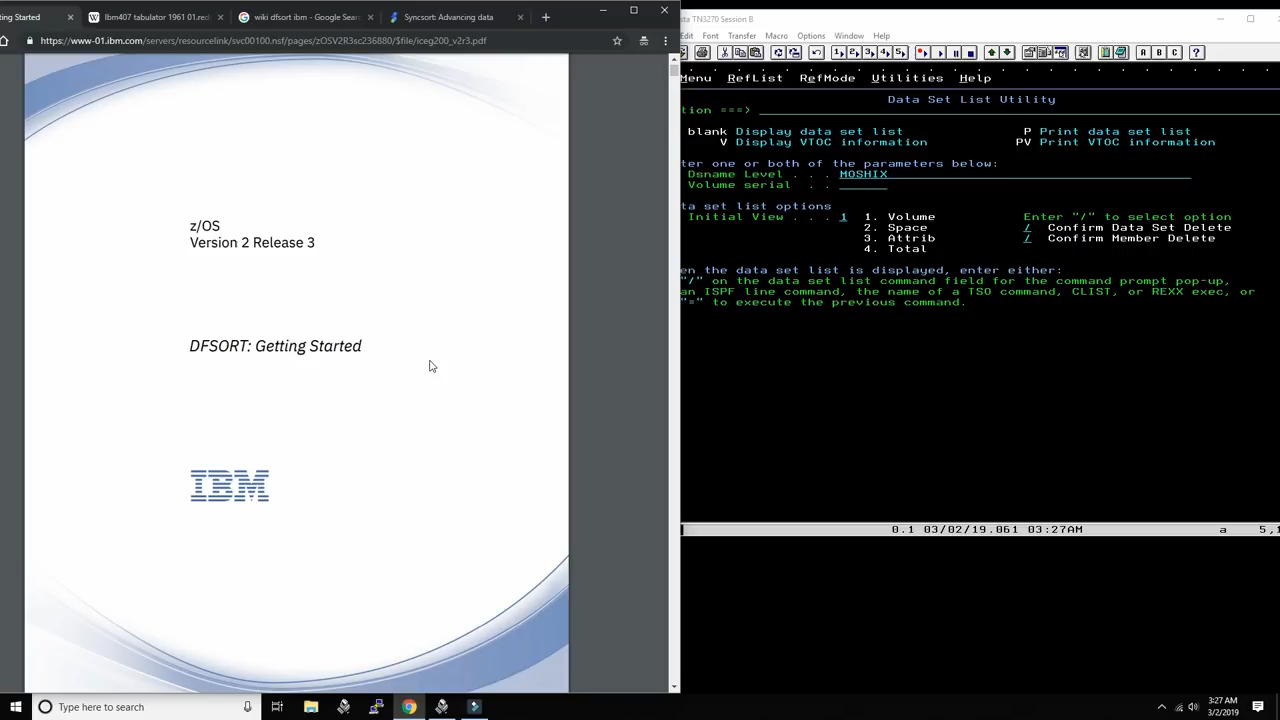 ting Started
Ibm407 tabulator 1961 01.red
wiki dfsort ibm - Google Sear
Syncsort Advancing data
https://www-01.ibm.com/servers/resourcelink/svc00100.nsf/pages/zOSV2R3sc236880/$file/iceg200_v2r3.pdf
z/OS
Version 2 Release 3
DFSORT: Getting Started
IBM
sta TN3270 Session B
Edit Font Transfer Macro Options Window Help
Menu RefList RefMode Utilities Help
Data Set List Utility
tion ===>
blank Display data set list P Print data set list
V Display VTOC information PV Print VTOC information
ter one or both of the parameters below:
Dsname Level . . . MOSHIX
Volume serial . .
ta set list options
Initial View . . . 1 1. Volume Enter "/" to select option
2. Space / Confirm Data Set Delete
3. Attrib / Confirm Member Delete
4. Total
en the data set list is displayed, enter either:
"/" on the data set list command field for the command prompt pop-up,
an ISPF line command, the name of a TSO command, CLIST, or REXX exec, or
"=" to execute the previous command.
0.1 03/02/19.061 03:27AM a 5,1
Type here to search
3:27 AM
3/2/2019